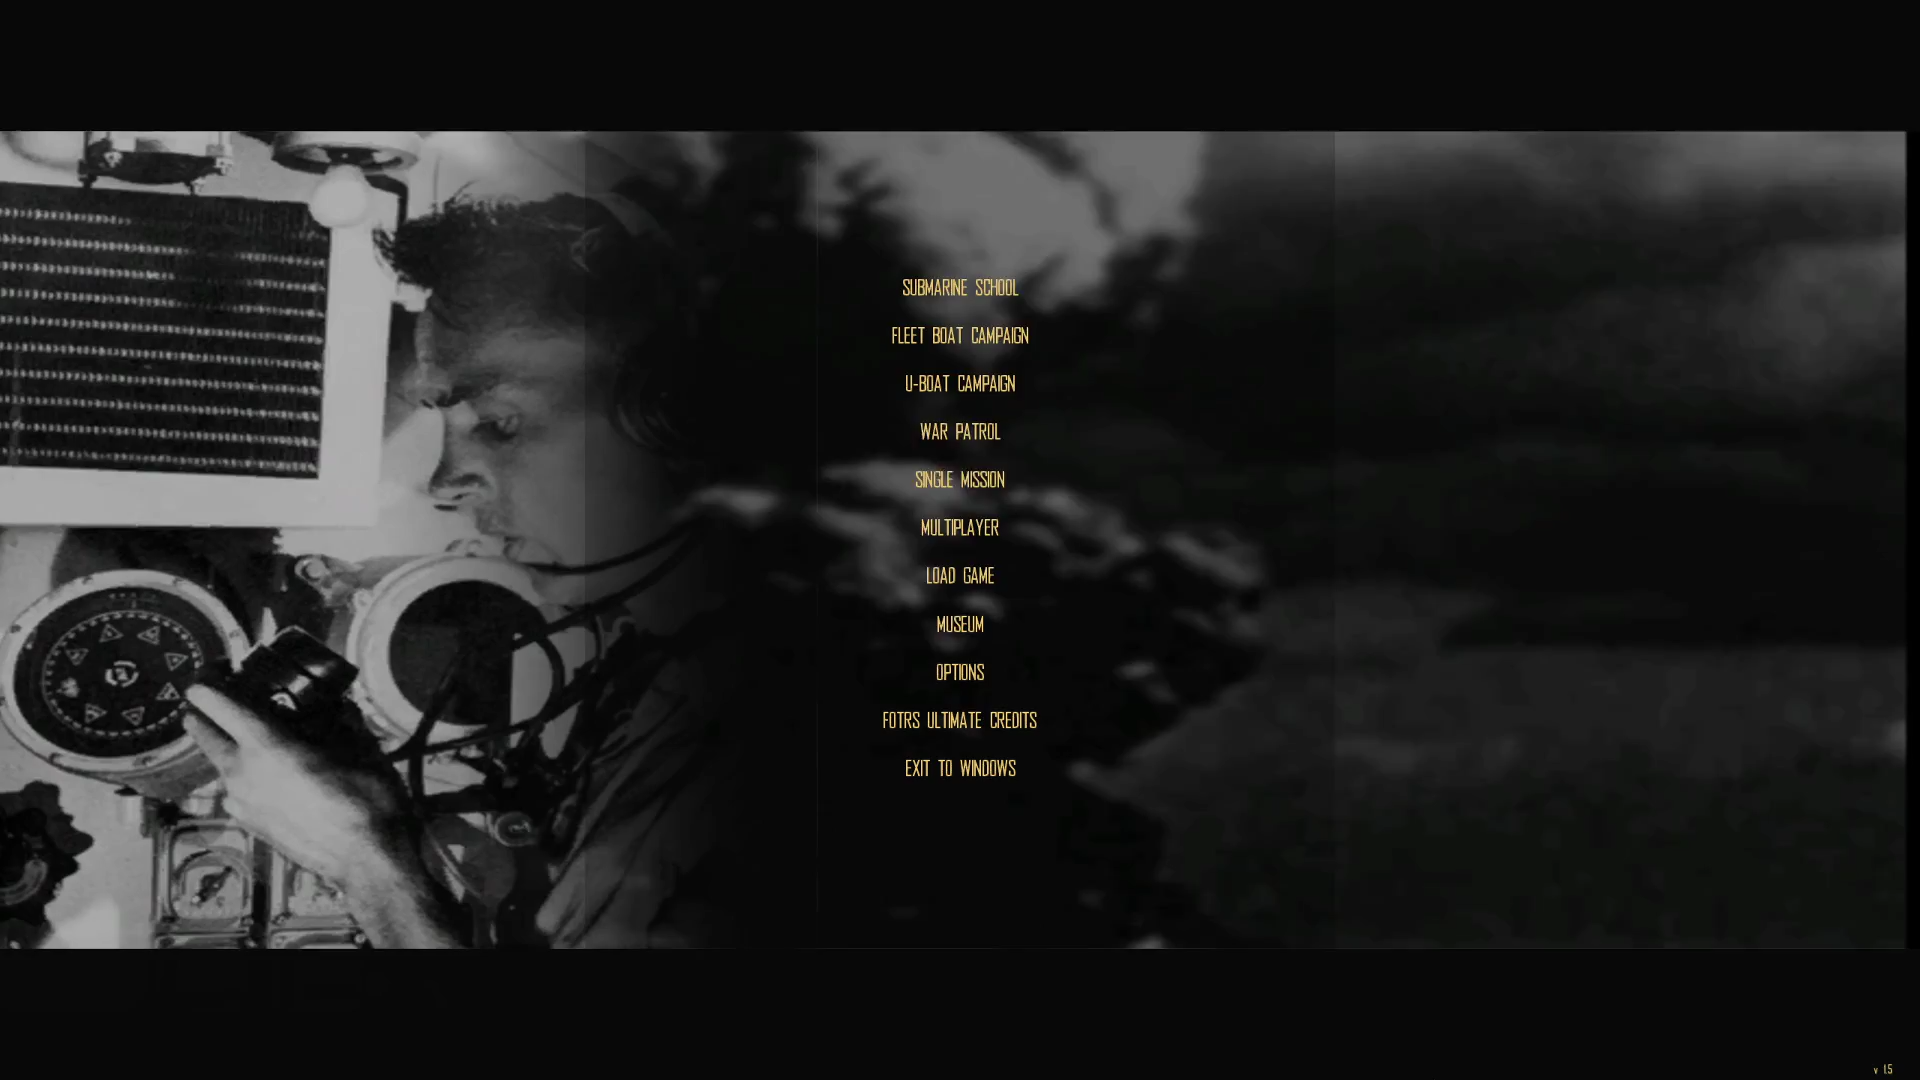 SUBMARINE SCHOOL
FLEET BOAT CAMPAIGN
U-BOAT CAMPAIGN
WAR PATROL
SINGLE MISSION
MULTIPLAYER
LOAD GAME
MUSEUM
OPTIONS
FOTRS ULTIMATE CREDITS
EXIT TO WINDOWS
v 1.5